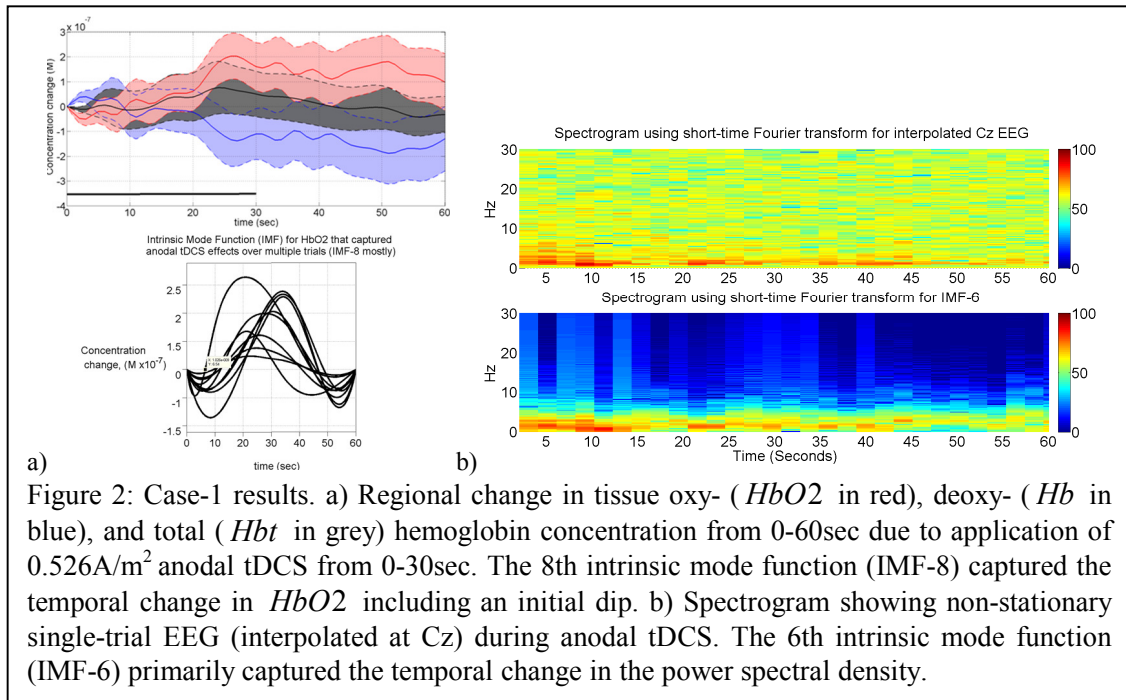 x 10^-7
3
2
1
0
-1
-2
-3
-4
Concentration change (M)
0 10 20 30 40 50 60
time (sec)
Intrinsic Mode Function (IMF) for HbO2 that captured
anodal tDCS effects over multiple trials (IMF-8 mostly)
2.5
2
1
0
-1
-1.5
Concentration
change, (M x10^-7)
0 10 20 30 40 50 60
time (sec)
a)
Spectrogram using short-time Fourier transform for interpolated Cz EEG
30
20
10
0
Hz
5 10 15 20 25 30 35 40 45 50 55 60
100
50
0
Spectrogram using short-time Fourier transform for IMF-6
30
20
10
0
Hz
5 10 15 20 25 30 35 40 45 50 55 60
Time (Seconds)
100
50
0
b)
Figure 2: Case-1 results. a) Regional change in tissue oxy- (HbO2 in red), deoxy- (Hb in
blue), and total (Hbt in grey) hemoglobin concentration from 0-60sec due to application of
0.526A/m² anodal tDCS from 0-30sec. The 8th intrinsic mode function (IMF-8) captured the
temporal change in HbO2 including an initial dip. b) Spectrogram showing non-stationary
single-trial EEG (interpolated at Cz) during anodal tDCS. The 6th intrinsic mode function
(IMF-6) primarily captured the temporal change in the power spectral density.